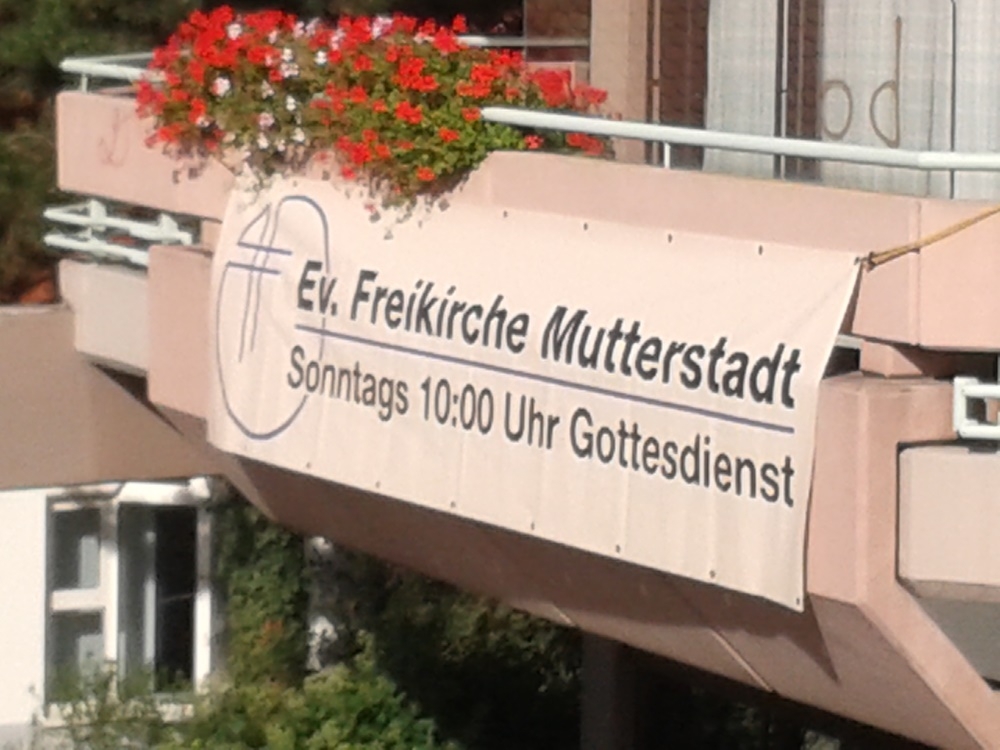 Ev. Freikirche Mutterstadt
Sonntags 10:00 Uhr Gottesdienst